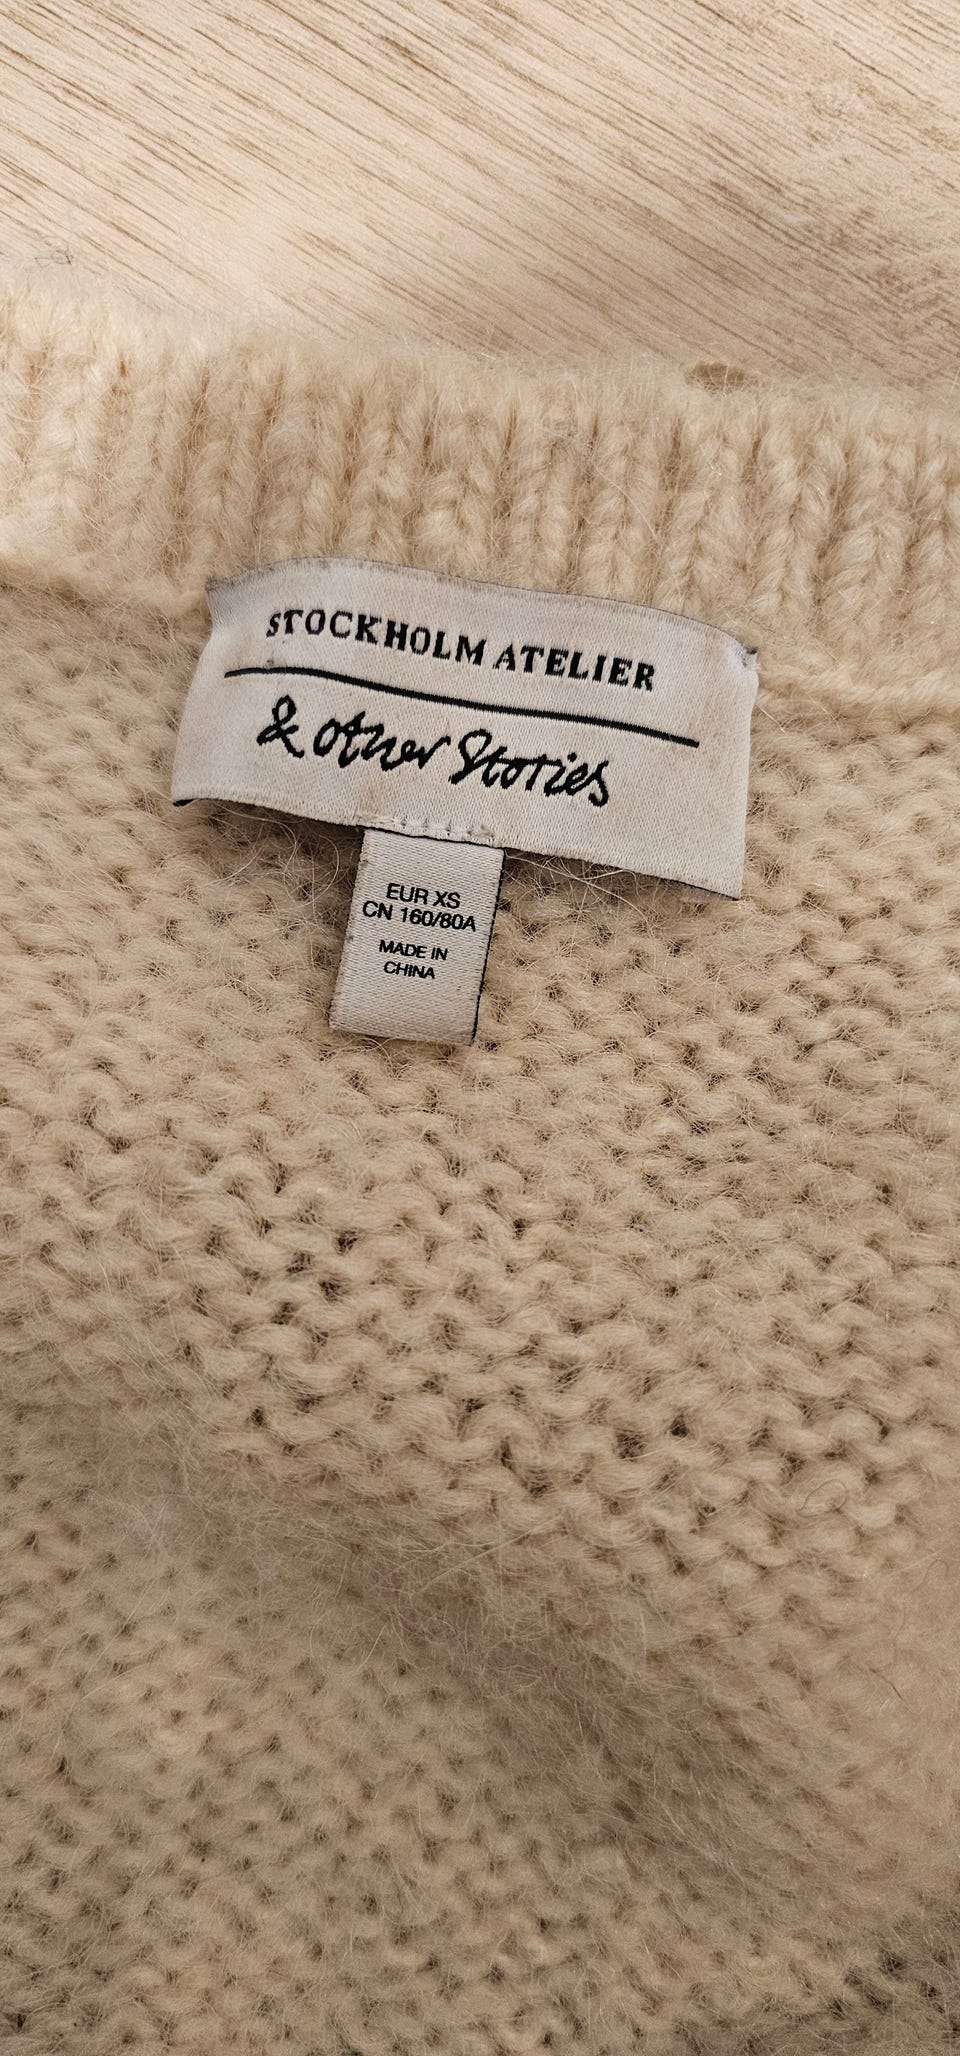 STOCKHOLM ATELIER
& other Stories
EUR XS
CN 160/80A
MADE IN
CHINA